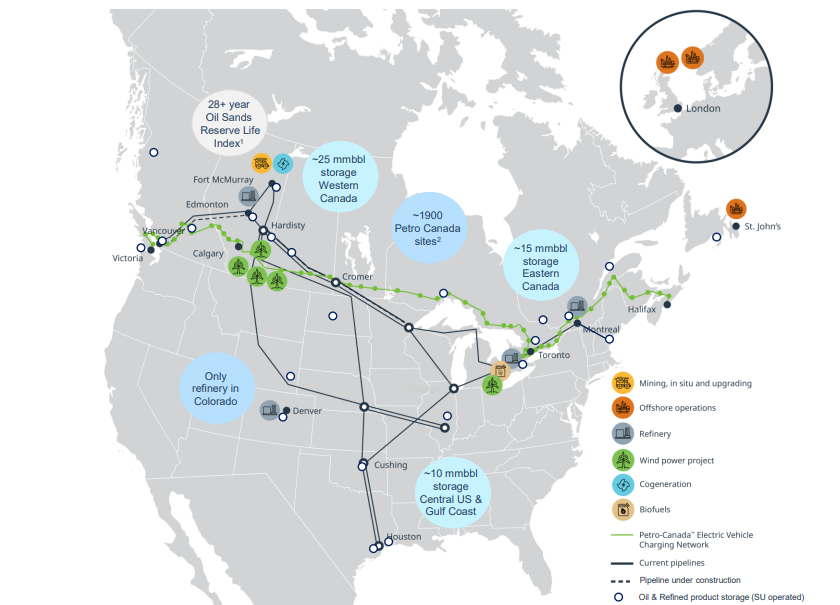 London
28+ year
Oil Sands
Reserve Life
Index¹
~25 mmbbl
storage
Western
Canada
Fort McMurray
Edmonton
~1900
Petro Canada
sites²
Hardisty
Vancouver
St. John's
Victoria
Calgary
~15 mmbbl
storage
Eastern
Canada
Cromer
Halifax
Montreal
Toronto
Only
refinery in
Colorado
Denver
Cushing
~10 mmbbl
storage
Central US &
Gulf Coast
Houston
Mining, in situ and upgrading
Offshore operations
Refinery
Wind power project
Cogeneration
Biofuels
Petro-Canada™ Electric Vehicle
Charging Network
Current pipelines
Pipeline under construction
Oil & Refined product storage (SU operated)